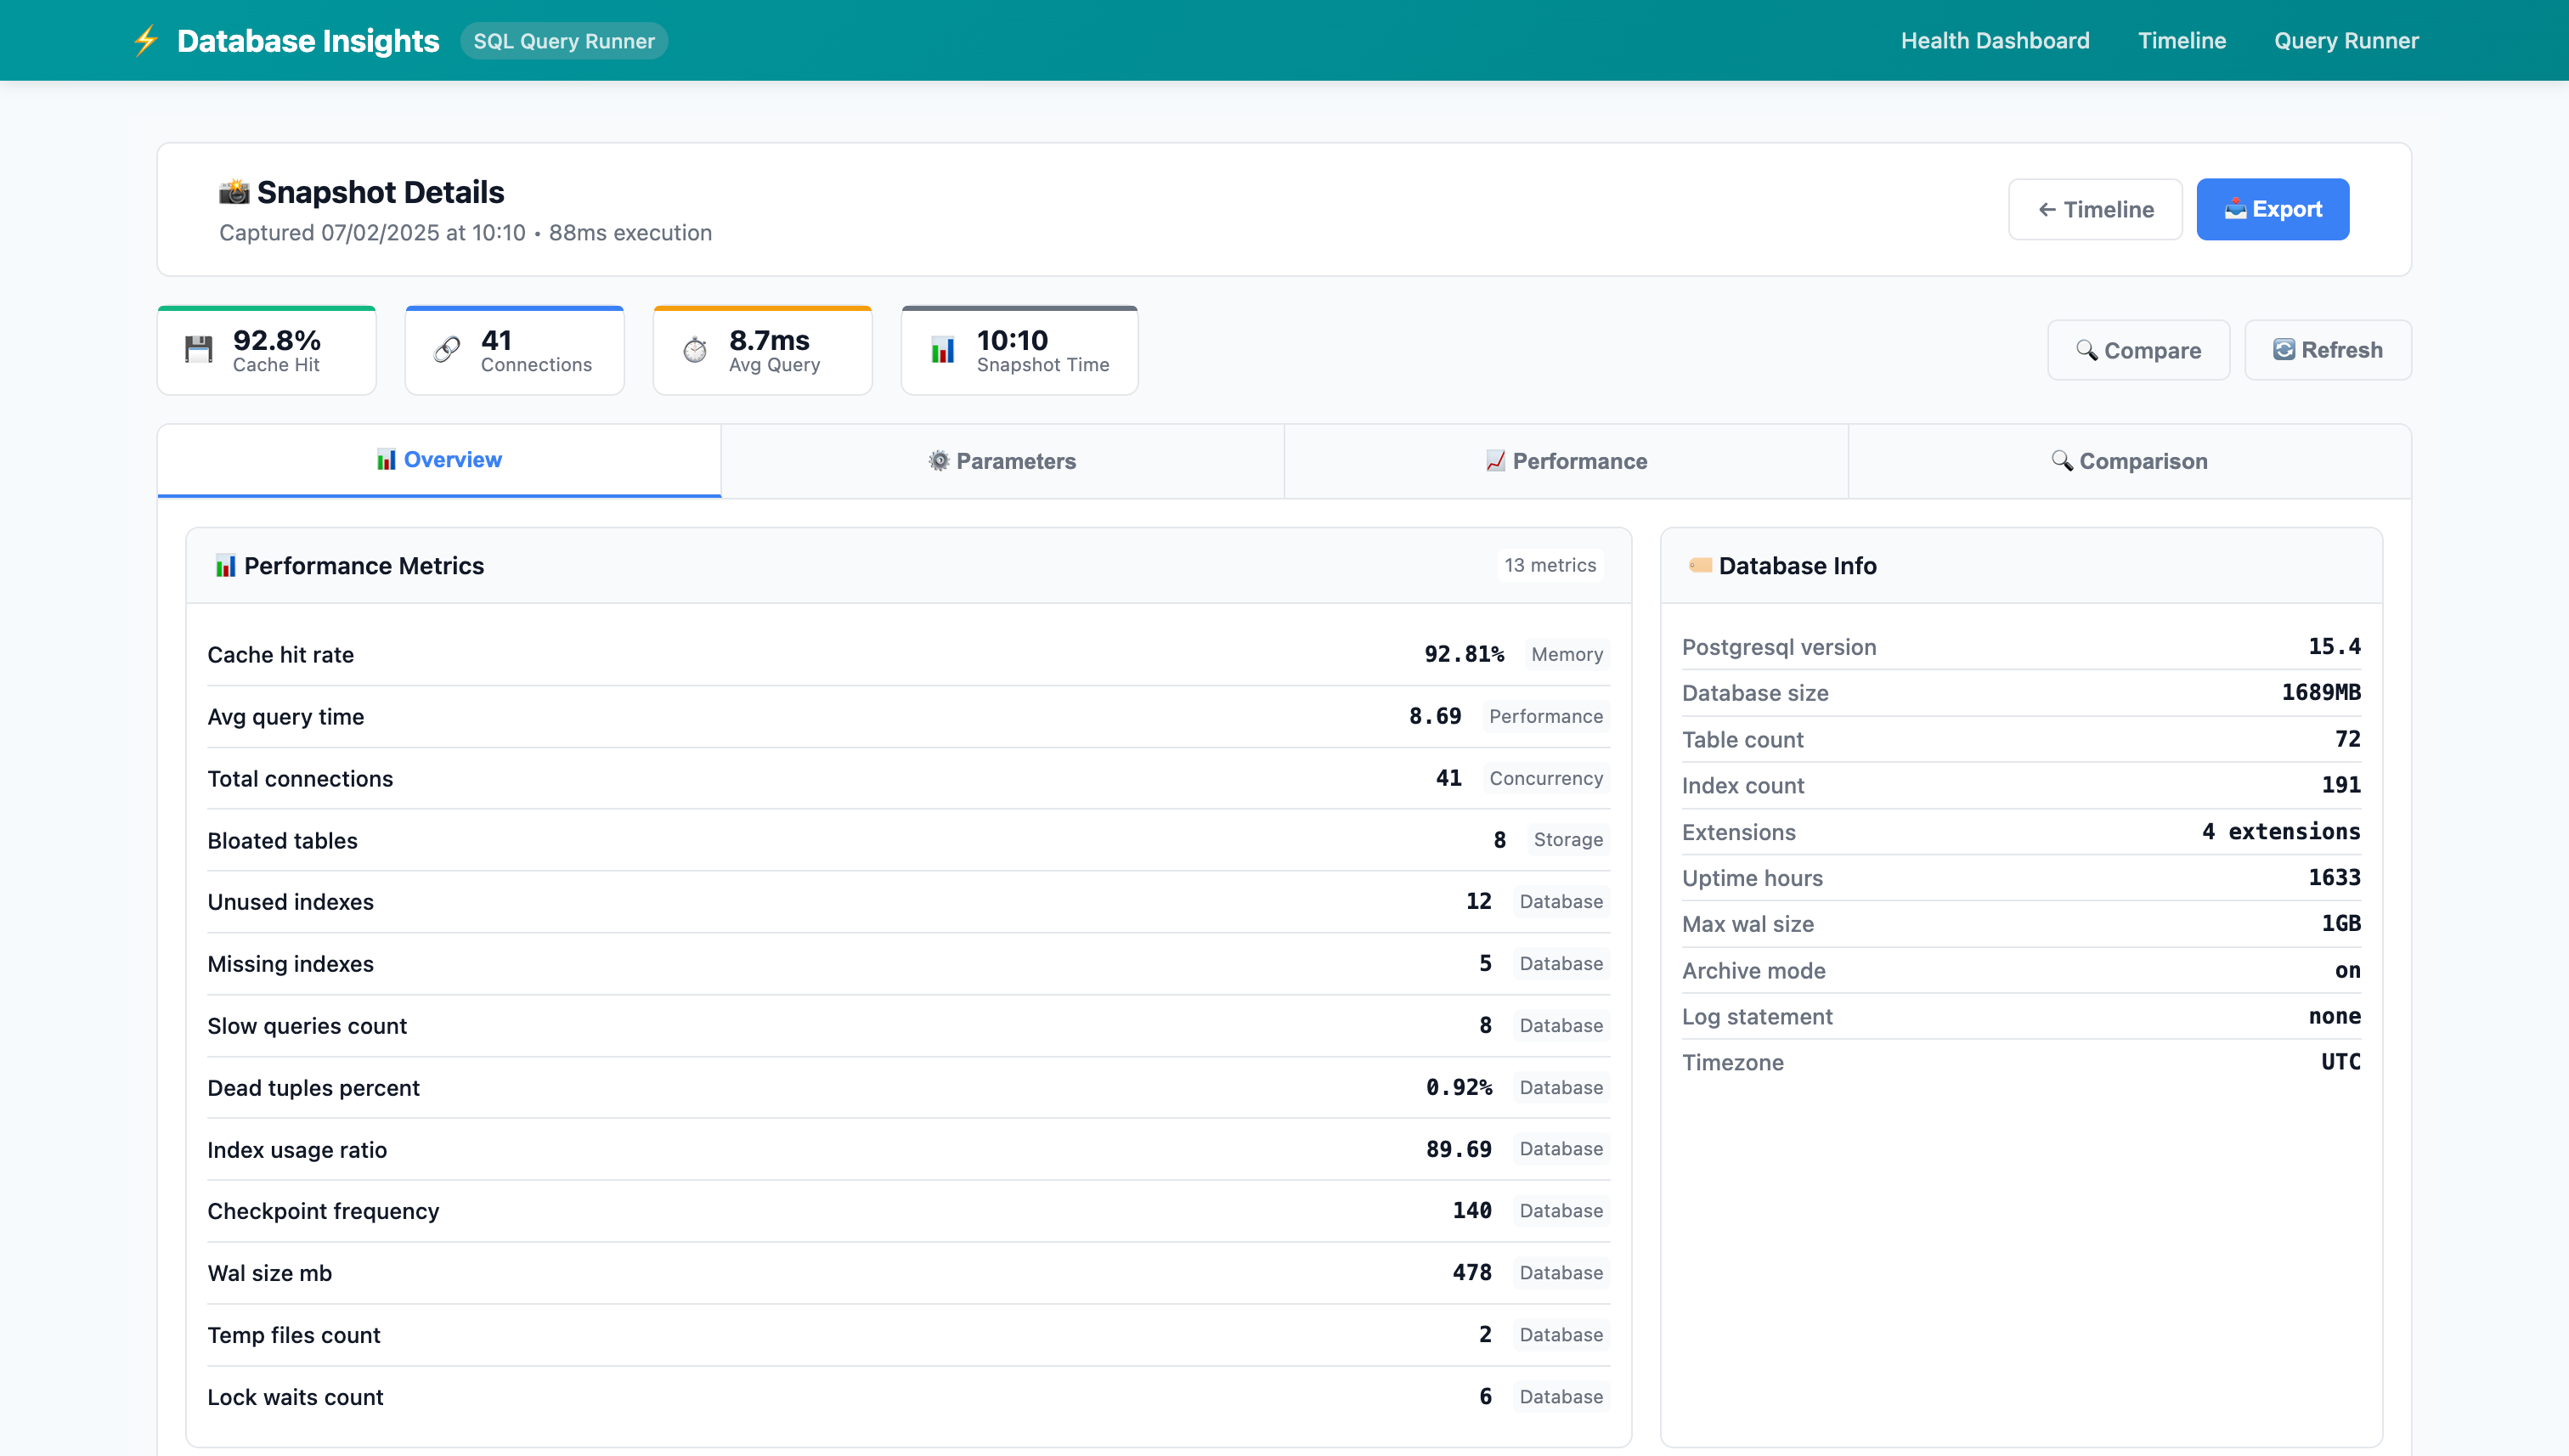 ⚡ Database Insights SQL Query Runner Health Dashboard Timeline Query Runner
📸 Snapshot Details
Captured 07/02/2025 at 10:10 • 88ms execution
← Timeline 📤 Export
💾 92.8% Cache Hit
🔗 41 Connections
⏱️ 8.7ms Avg Query
📊 10:10 Snapshot Time
🔍 Compare 🔄 Refresh
📊 Overview ⚙️ Parameters 📈 Performance 🔍 Comparison
📊 Performance Metrics 13 metrics
Cache hit rate 92.81% Memory
Avg query time 8.69 Performance
Total connections 41 Concurrency
Bloated tables 8 Storage
Unused indexes 12 Database
Missing indexes 5 Database
Slow queries count 8 Database
Dead tuples percent 0.92% Database
Index usage ratio 89.69 Database
Checkpoint frequency 140 Database
Wal size mb 478 Database
Temp files count 2 Database
Lock waits count 6 Database
🏷️ Database Info
Postgresql version 15.4
Database size 1689MB
Table count 72
Index count 191
Extensions 4 extensions
Uptime hours 1633
Max wal size 1GB
Archive mode on
Log statement none
Timezone UTC